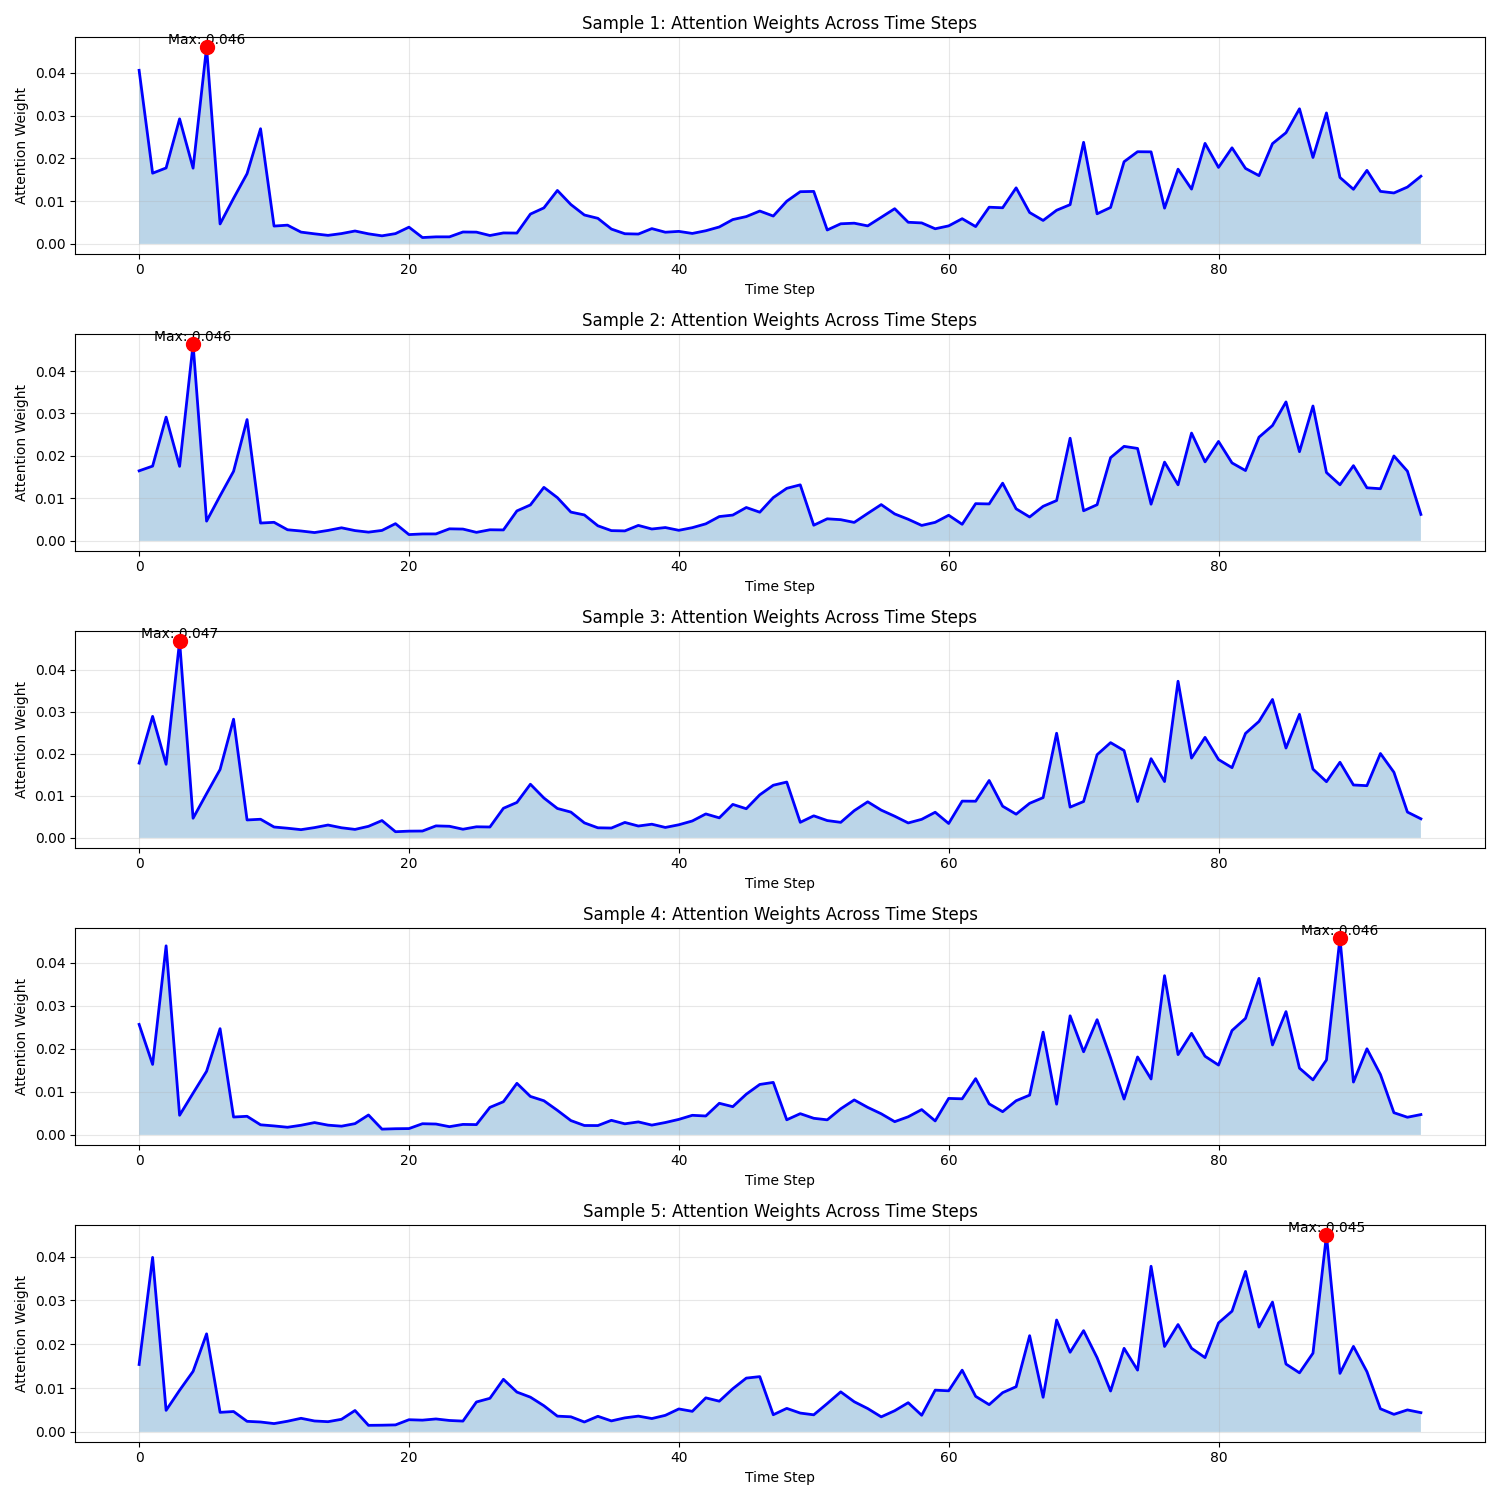 Sample 1: Attention Weights Across Time Steps
Max: 0.046
0.04
0.03
0.02
0.01
0.00
Attention Weight
0 20 40 60 80
Time Step
Sample 2: Attention Weights Across Time Steps
Max: 0.046
0.04
0.03
0.02
0.01
0.00
Attention Weight
0 20 40 60 80
Time Step
Sample 3: Attention Weights Across Time Steps
Max: 0.047
0.04
0.03
0.02
0.01
0.00
Attention Weight
0 20 40 60 80
Time Step
Sample 4: Attention Weights Across Time Steps
Max: 0.046
0.04
0.03
0.02
0.01
0.00
Attention Weight
0 20 40 60 80
Time Step
Sample 5: Attention Weights Across Time Steps
Max: 0.045
0.04
0.03
0.02
0.01
0.00
Attention Weight
0 20 40 60 80
Time Step